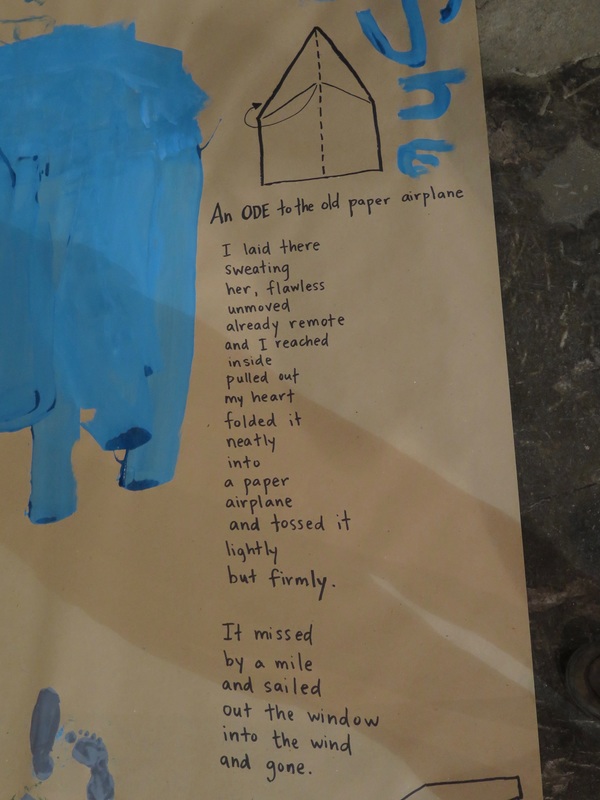 An ODE to the old paper airplane
I laid there
sweating
her, flawless
unmoved
already remote
and I reached
inside
pulled out
my heart
folded it
neatly
into
a paper
airplane
and tossed it
lightly
but firmly.
It missed
by a mile
and sailed
out the window
into the wind
and gone.